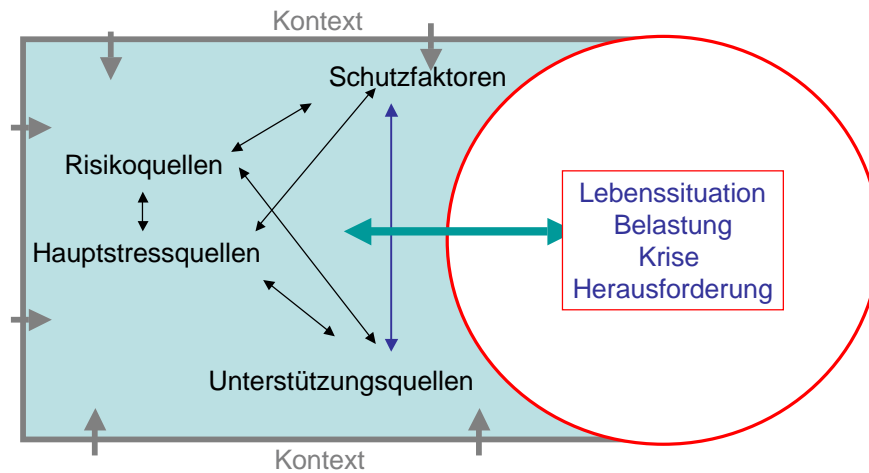 Kontext
Schutzfaktoren
Risikoquellen
Hauptstressquellen
Unterstützungsquellen
Lebenssituation
Belastung
Krise
Herausforderung
Kontext